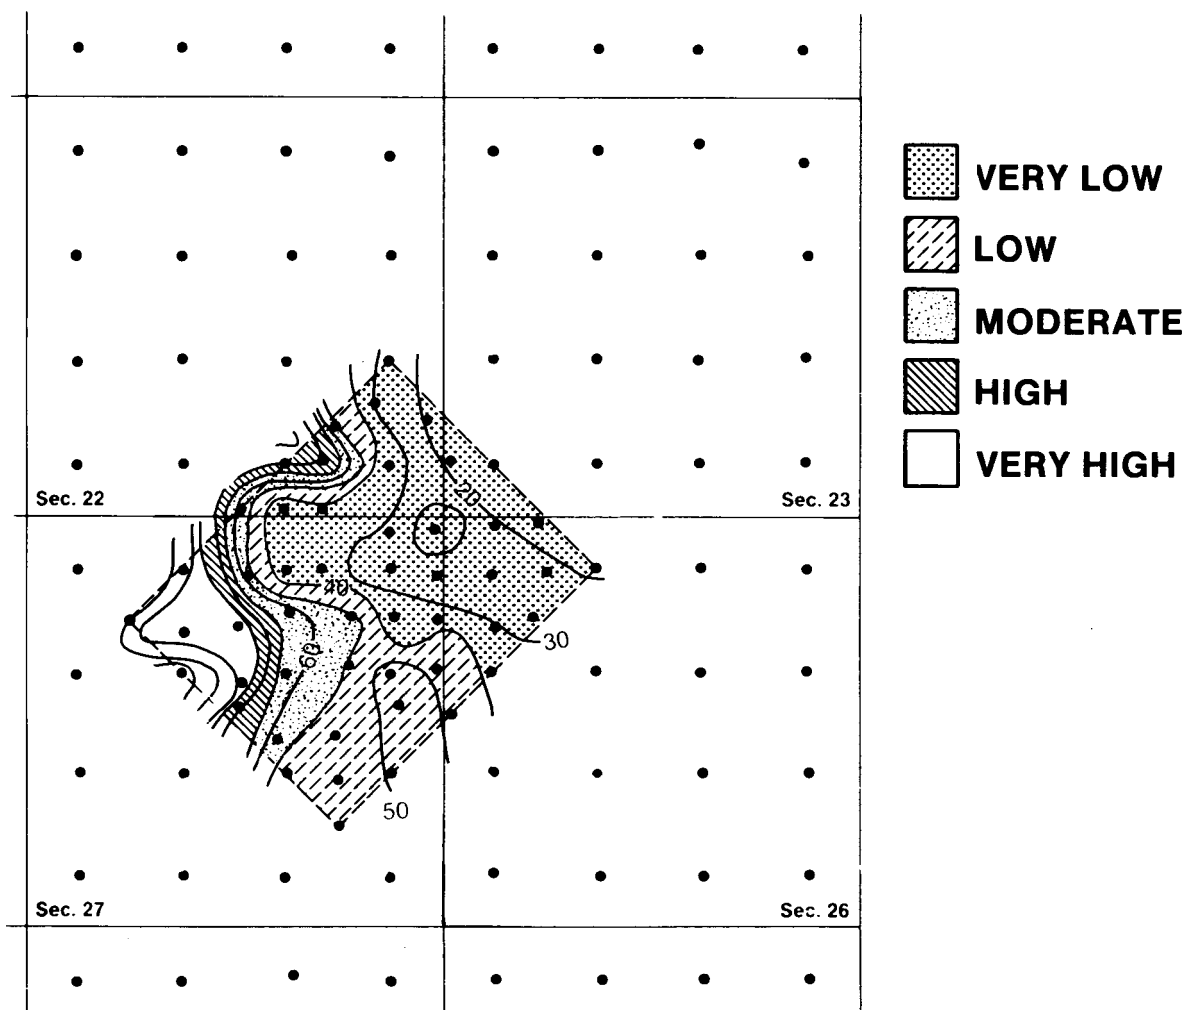 VERY LOW
LOW
MODERATE
HIGH
VERY HIGH
Sec. 22
Sec. 23
20
40
30
60
50
Sec. 27
Sec. 26